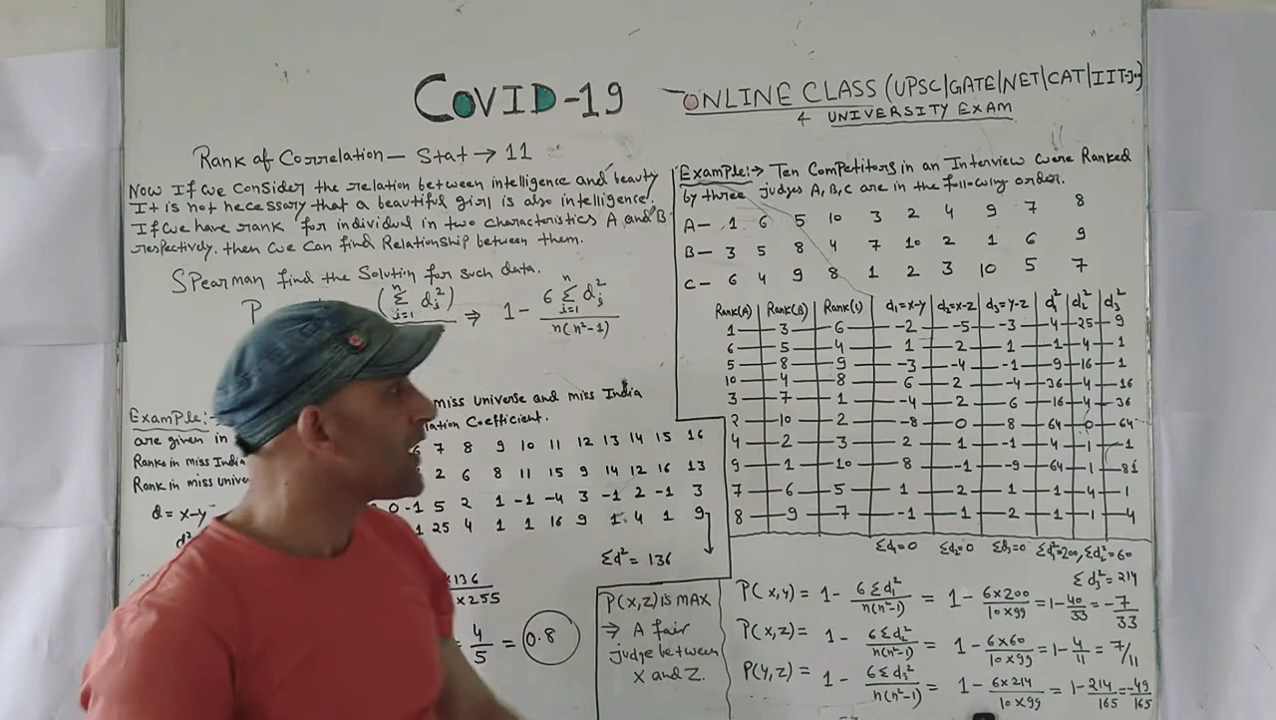 COVID-19
ONLINE CLASS (UPSC|GATE|NET|CAT|IIT-J
& UNIVERSITY EXAM
Rank of Correlation — Stat → 11
Now If we consider the relation between intelligence and beauty
It is not necessary that a beautiful girl is also intelligence.
If we have rank for individual in two characteristics A and B
respectively. then we can find Relationship between them.
SPearman find the Solution for such data.
P (Σ i=1 n di²) ⇒ 1 - 6 Σ i=1 n di² / n(n²-1)
Example:-
miss universe and miss India
are given in
lation Coefficient.
Ranks in miss India 7 8 9 10 11 12 13 14 15 16
Rank in miss unive 2 6 8 11 15 9 14 12 16 13
d = x-y 0 -1 5 2 1 -1 -4 3 -1 2 -1 3
d² 1 25 4 1 1 16 9 1 4 1 9
Σd² = 136
×136
×255
= 4/5 = 0.8
P(x,z) is MAX
⇒ A fair
judge between
x and z.
Example:→ Ten Competitors in an Interview were Ranked
by three judges A, B, C are in the following order.
A- 1 6 5 10 3 2 4 9 7 8
B- 3 5 8 4 7 10 2 1 6 9
C- 6 4 9 8 1 2 3 10 5 7
Rank(A) Rank(B) Rank(C) d1=x-y d2=x-z d3=y-z d1² d2² d3²
1 3 6 -2 -5 -3 4 25 9
6 5 4 1 2 1 1 4 1
5 8 9 -3 -4 -1 9 16 1
10 4 8 6 2 -4 36 4 16
3 7 1 -4 2 6 16 4 36
2 10 2 -8 0 8 64 0 64
4 2 3 2 1 -1 4 1 1
9 1 10 8 -1 -9 64 1 81
7 6 5 1 2 1 1 4 1
8 9 7 -1 1 2 1 1 4
Σd1=0 Σd2=0 Σd3=0 Σd1²=200, Σd2²=60
Σd3²=214
P(x,y) = 1 - 6Σd1²/n(n²-1) = 1 - 6×200/10×99 = 1-40/33 = -7/33
P(x,z) = 1 - 6Σd2²/n(n²-1) = 1 - 6×60/10×99 = 1-4/11 = 7/11
P(y,z) = 1 - 6Σd3²/n(n²-1) = 1 - 6×214/10×99 = 1-214/165 = -49/165